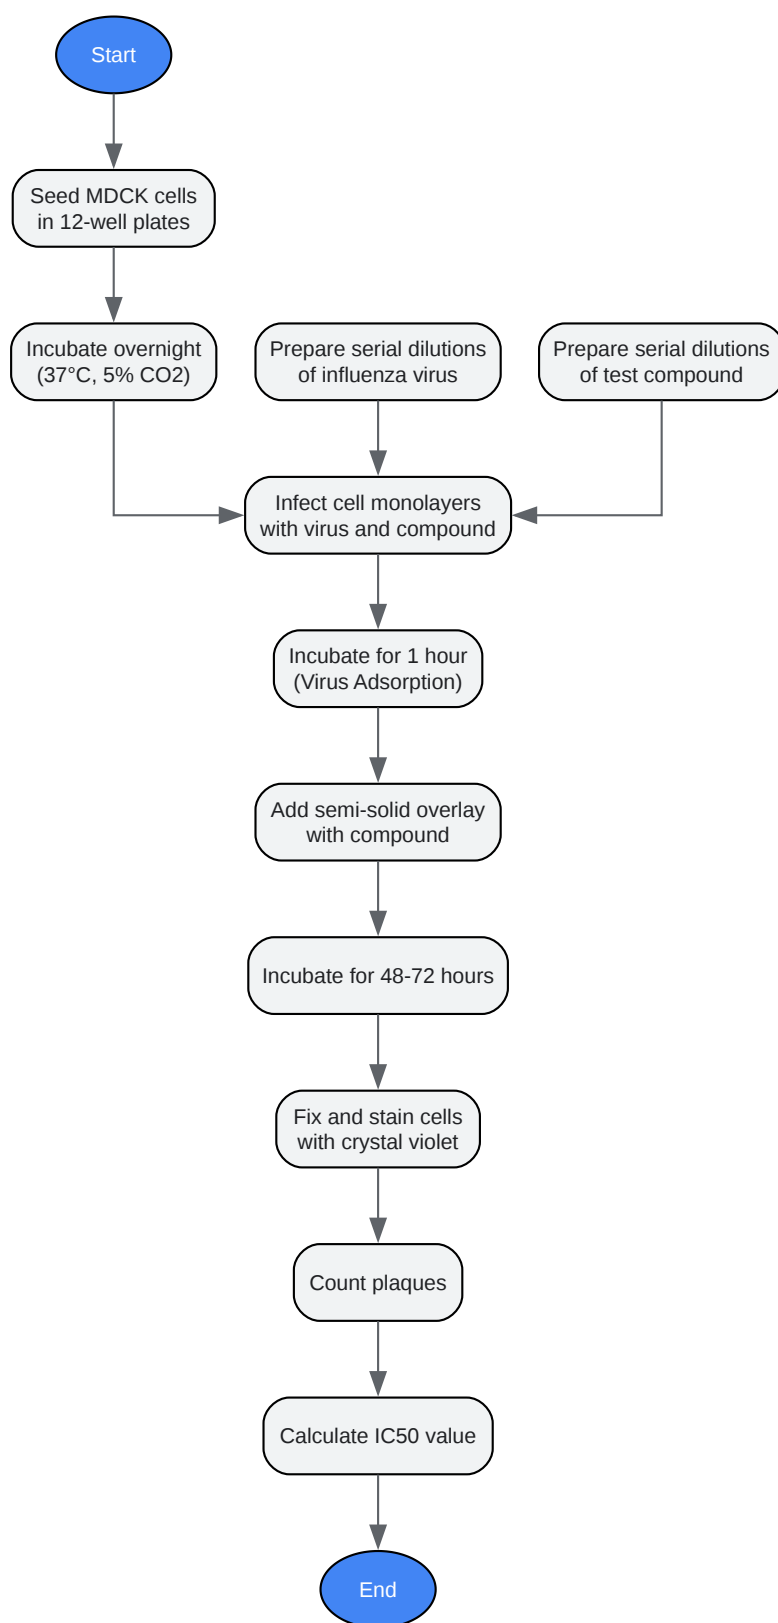 Start
Seed MDCK cells
in 12-well plates
Incubate overnight
(37°C, 5% CO2)
Prepare serial dilutions
of influenza virus
Prepare serial dilutions
of test compound
Infect cell monolayers
with virus and compound
Incubate for 1 hour
(Virus Adsorption)
Add semi-solid overlay
with compound
Incubate for 48-72 hours
Fix and stain cells
with crystal violet
Count plaques
Calculate IC50 value
End